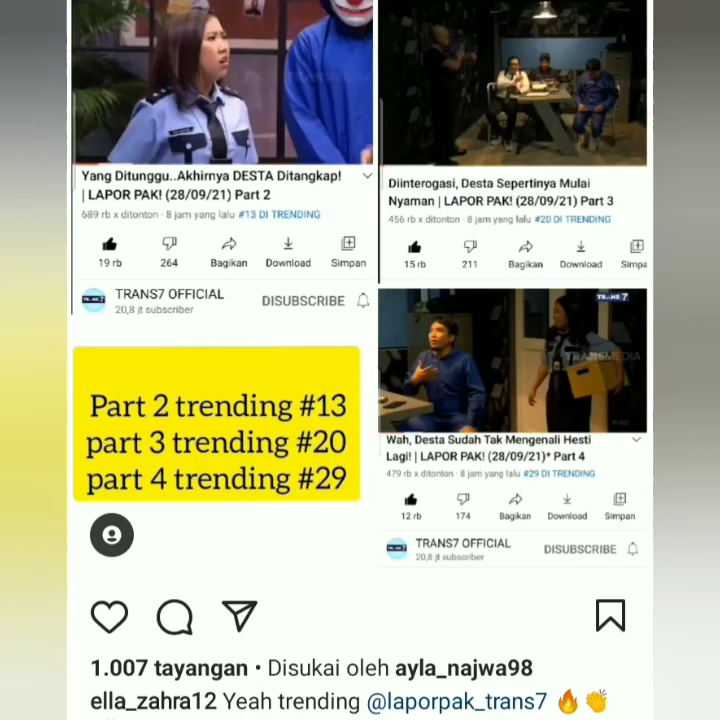 Yang Ditunggu..Akhirnya DESTA Ditangkap!
| LAPOR PAK! (28/09/21) Part 2
689 rb x ditonton · 8 jam yang lalu #13 DI TRENDING
19 rb 264 Bagikan Download Simpan
TRANS7 OFFICIAL DISUBSCRIBE
20,8 jt subscriber
Diinterogasi, Desta Sepertinya Mulai
Nyaman | LAPOR PAK! (28/09/21) Part 3
456 rb x ditonton · 8 jam yang lalu #20 DI TRENDING
15 rb 211 Bagikan Download Simpa
TRANS7
TRANSMEDIA
Wah, Desta Sudah Tak Mengenali Hesti
Lagi! | LAPOR PAK! (28/09/21)* Part 4
479 rb x ditonton · 8 jam yang lalu #29 DI TRENDING
12 rb 174 Bagikan Download Simpan
TRANS7 OFFICIAL DISUBSCRIBE
20,8 jt subscriber
Part 2 trending #13
part 3 trending #20
part 4 trending #29
1.007 tayangan • Disukai oleh ayla_najwa98
ella_zahra12 Yeah trending @laporpak_trans7 🔥👏